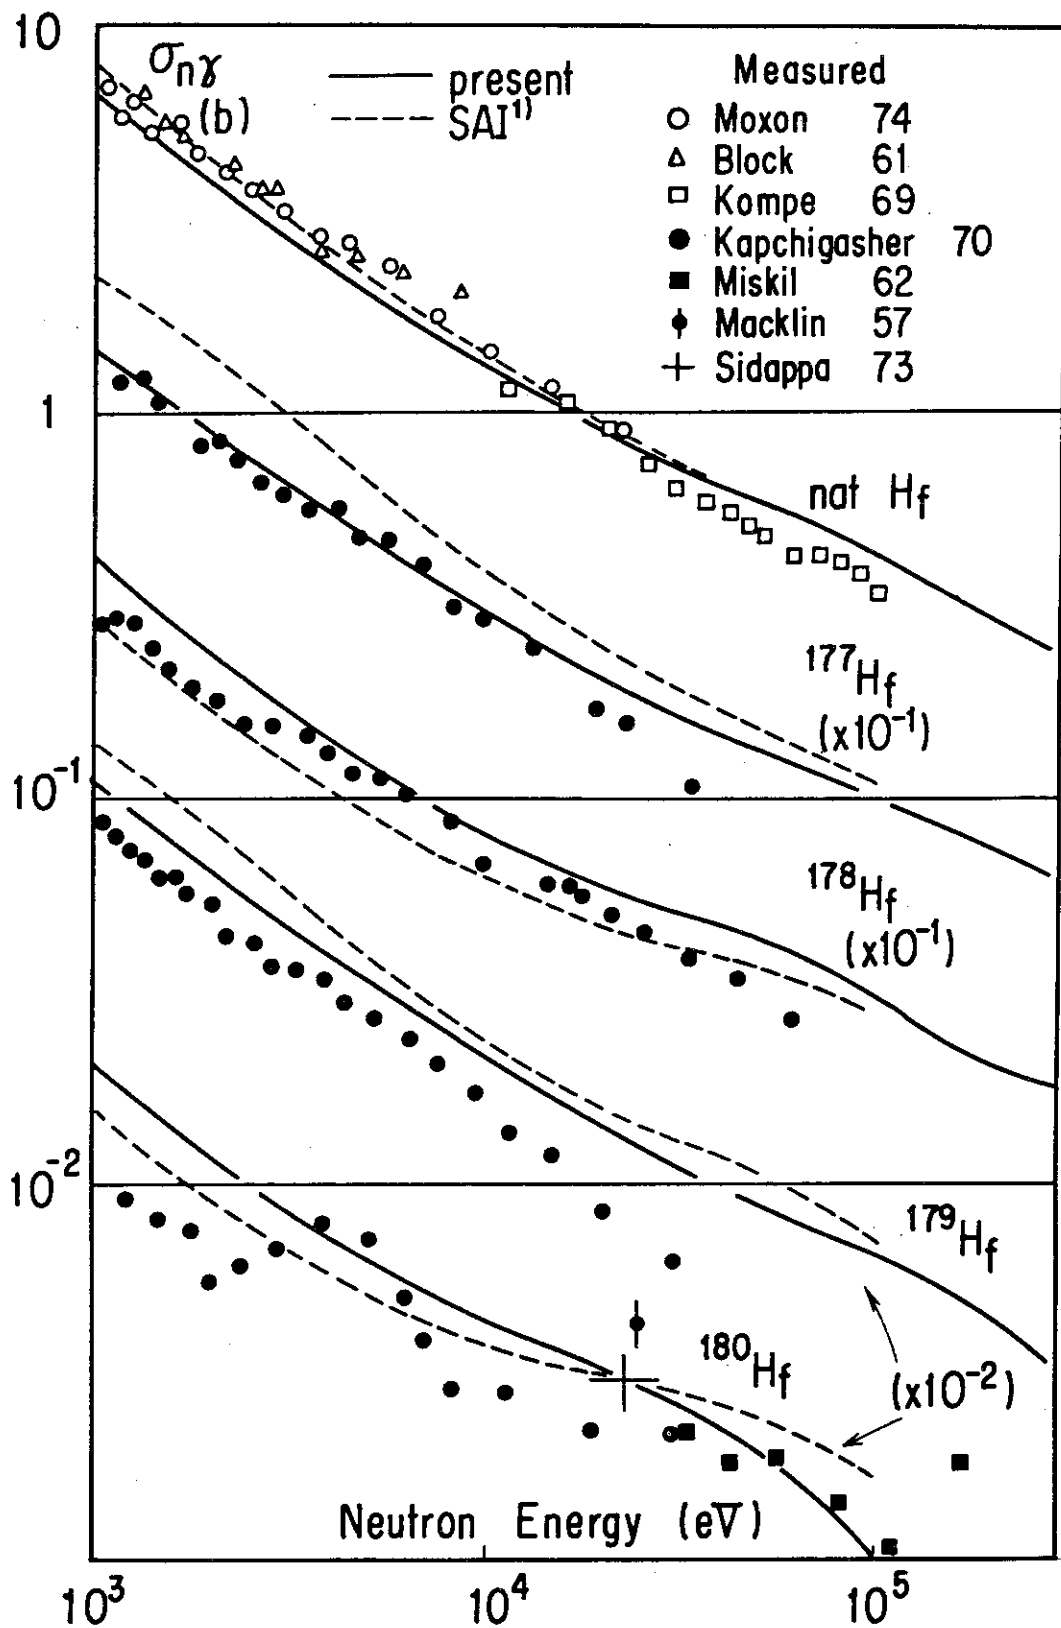 10
σnγ
(b)
present
SAI¹⁾
Measured
Moxon 74
Block 61
Kompe 69
Kapchigasher 70
Miskil 62
Macklin 57
Sidappa 73
1
nat Hf
¹⁷⁷Hf
(x10⁻¹)
10⁻¹
¹⁷⁸Hf
(x10⁻¹)
10⁻²
¹⁷⁹Hf
¹⁸⁰Hf
(x10⁻²)
Neutron Energy (eV)
10³ 10⁴ 10⁵